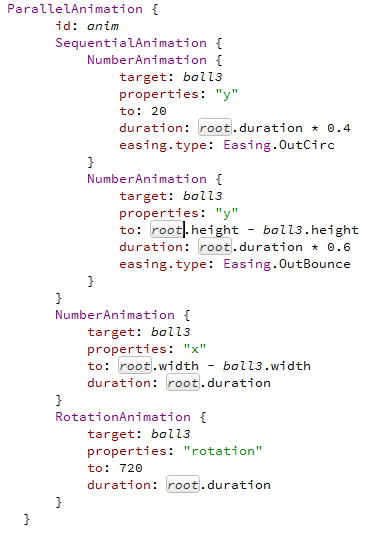 ParallelAnimation {
    id: anim
    SequentialAnimation {
        NumberAnimation {
            target: ball3
            properties: "y"
            to: 20
            duration: root.duration * 0.4
            easing.type: Easing.OutCirc
        }
        NumberAnimation {
            target: ball3
            properties: "y"
            to: root.height - ball3.height
            duration: root.duration * 0.6
            easing.type: Easing.OutBounce
        }
    }
    NumberAnimation {
        target: ball3
        properties: "x"
        to: root.width - ball3.width
        duration: root.duration
    }
    RotationAnimation {
        target: ball3
        properties: "rotation"
        to: 720
        duration: root.duration
    }
}